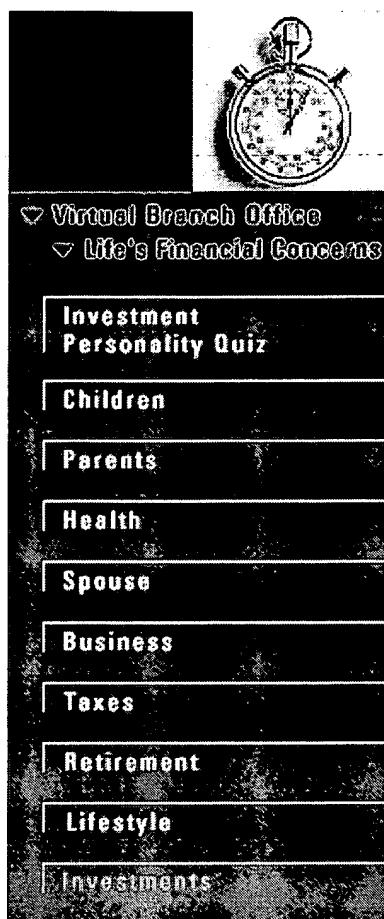 Virtual Branch Office
Life's Financial Concerns
Investment
Personality Quiz
Children
Parents
Health
Spouse
Business
Taxes
Retirement
Lifestyle
Investments